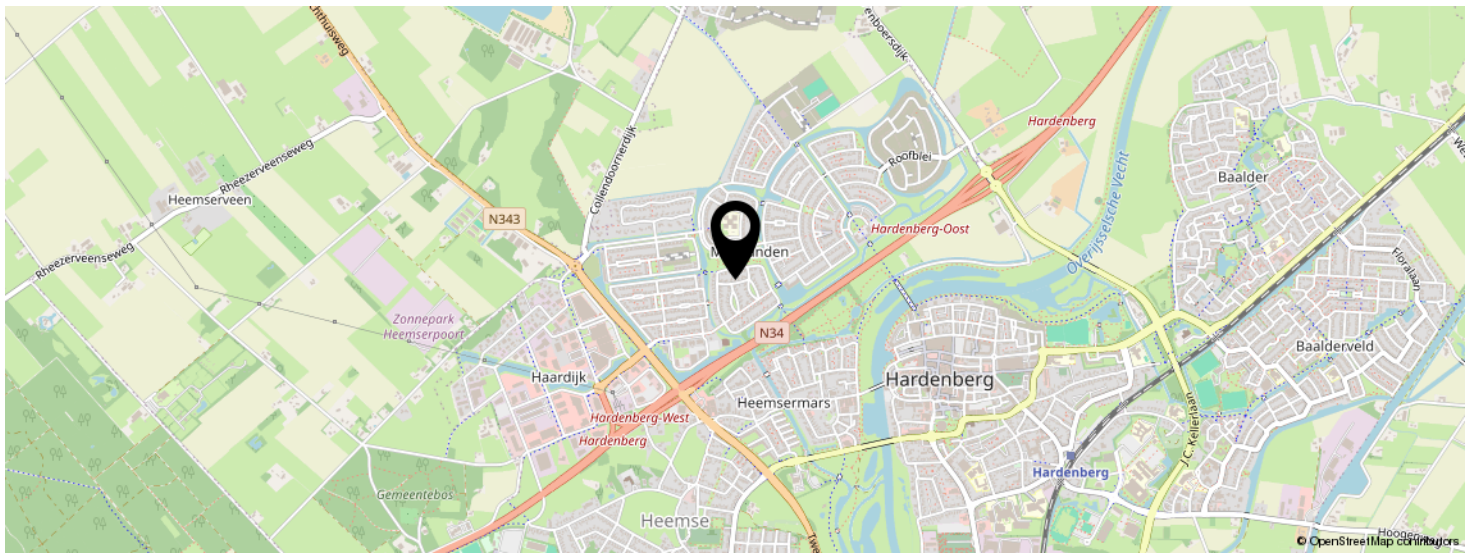 Hardenberg
Collendoornerdijk
Roofblei
Baalder
Rheezerveenseweg
Heemserveen
N343
Hardenberg-Oost
Overijsselsche Vecht
Rheezerveenseweg
Floralaan
Zonnepark
Heemserpoort
N34
Baalderveld
Haardijk
Hardenberg
Heemsermars
Hardenberg-West
Hardenberg
J.C. Kellerlaan
Hardenberg
Gemeentebos
Heemse
© OpenStreetMap contributors